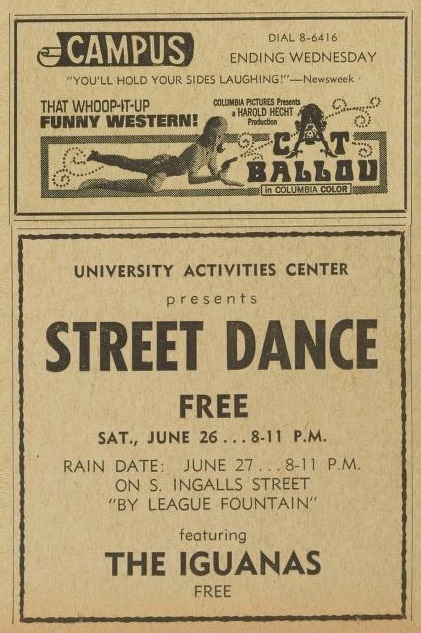 CAMPUS
DIAL 8-6416
ENDING WEDNESDAY
"YOU'LL HOLD YOUR SIDES LAUGHING!"—Newsweek
THAT WHOOP-IT-UP
FUNNY WESTERN!
COLUMBIA PICTURES Presents
a HAROLD HECHT
Production
CAT
BALLOU
in COLUMBIA COLOR
UNIVERSITY ACTIVITIES CENTER
presents
STREET DANCE
FREE
SAT., JUNE 26 ... 8-11 P.M.
RAIN DATE: JUNE 27 ... 8-11 P.M.
ON S. INGALLS STREET
"BY LEAGUE FOUNTAIN"
featuring
THE IGUANAS
FREE